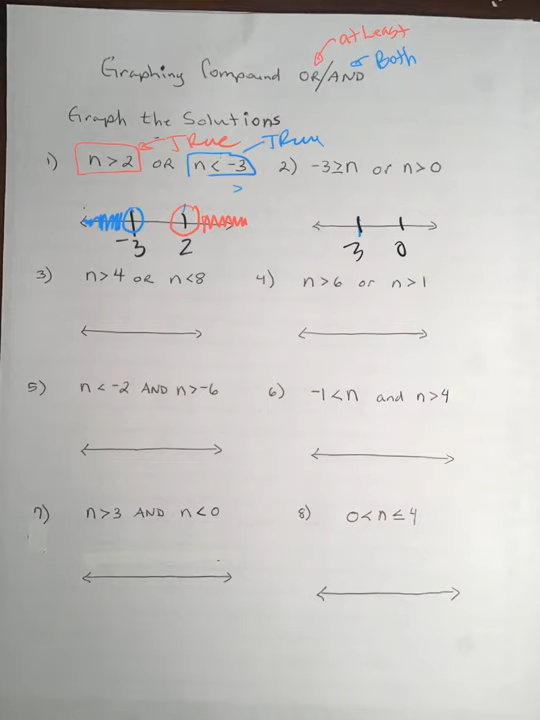 at Least
Graphing Compound OR/AND Both
Graph the Solutions
TRue TRue
1) n > 2 OR n < -3 2) -3 ≥ n or n > 0
>
-3 2 3 0
3) n > 4 OR n < 8 4) n > 6 or n > 1
5) n < -2 AND n > -6 6) -1 < n and n > 4
7) n > 3 AND n < 0 8) 0 < n ≤ 4